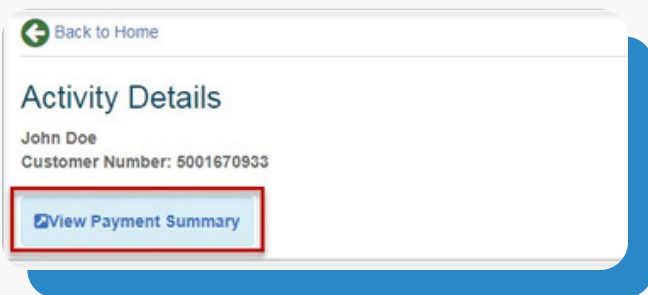 Back to Home
Activity Details
John Doe
Customer Number: 5001670933
View Payment Summary